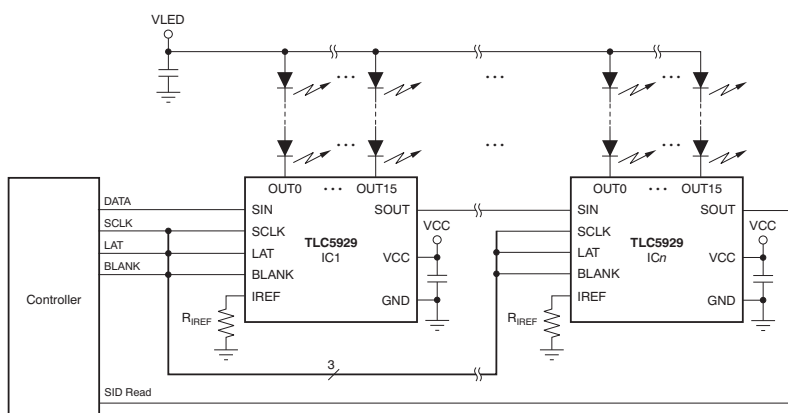 VLED
OUT0 ••• OUT15
OUT0 ••• OUT15
DATA
SCLK
LAT
BLANK
Controller
SID Read
SIN
SCLK
LAT
BLANK
IREF
TLC5929
IC1
SOUT
VCC
GND
VCC
RIREF
3
SIN
SCLK
LAT
BLANK
IREF
TLC5929
ICn
SOUT
VCC
GND
VCC
RIREF